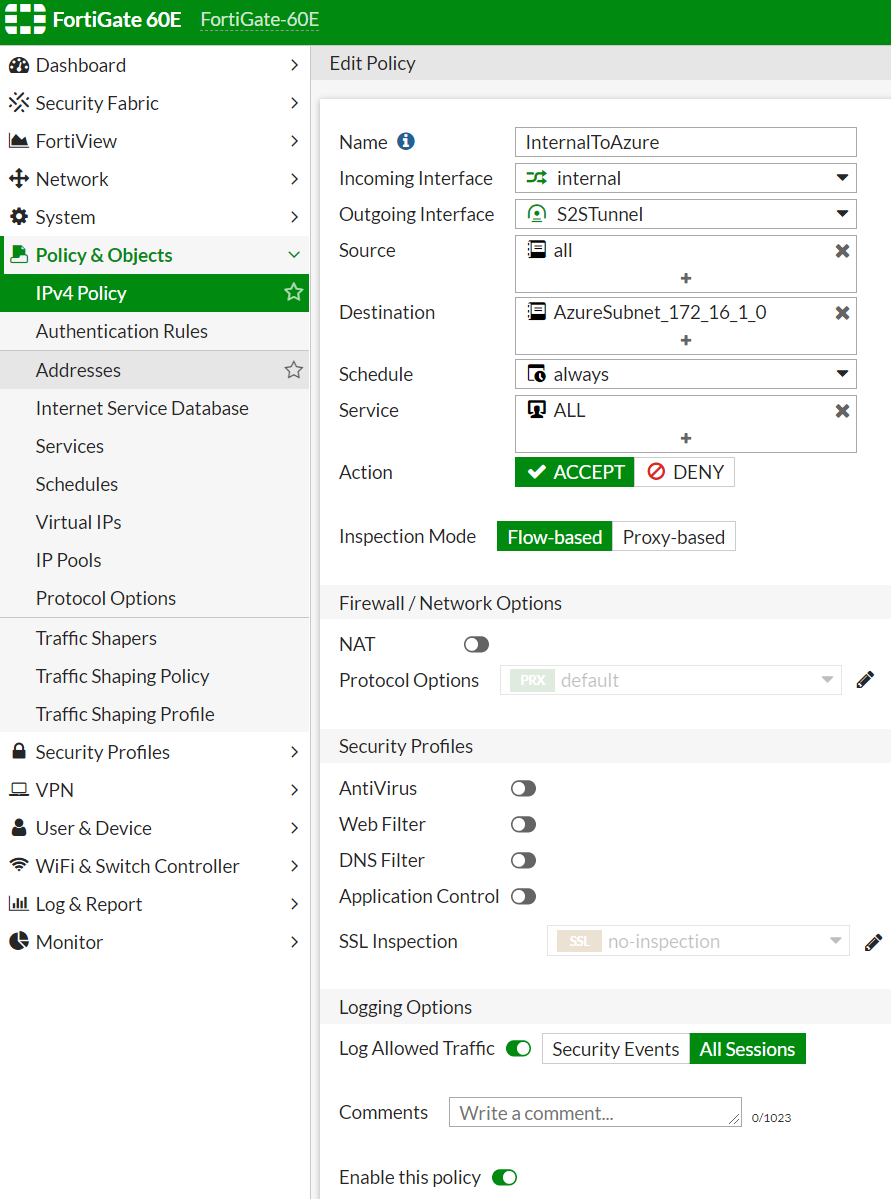 FortiGate 60E FortiGate-60E
Dashboard
Security Fabric
FortiView
Network
System
Policy & Objects
IPv4 Policy
Authentication Rules
Addresses
Internet Service Database
Services
Schedules
Virtual IPs
IP Pools
Protocol Options
Traffic Shapers
Traffic Shaping Policy
Traffic Shaping Profile
Security Profiles
VPN
User & Device
WiFi & Switch Controller
Log & Report
Monitor
Edit Policy
Name InternalToAzure
Incoming Interface internal
Outgoing Interface S2STunnel
Source all
+
Destination AzureSubnet_172_16_1_0
+
Schedule always
Service ALL
+
Action ACCEPT DENY
Inspection Mode Flow-based Proxy-based
Firewall / Network Options
NAT
Protocol Options PRX default
Security Profiles
AntiVirus
Web Filter
DNS Filter
Application Control
SSL Inspection SSL no-inspection
Logging Options
Log Allowed Traffic Security Events All Sessions
Comments Write a comment... 0/1023
Enable this policy